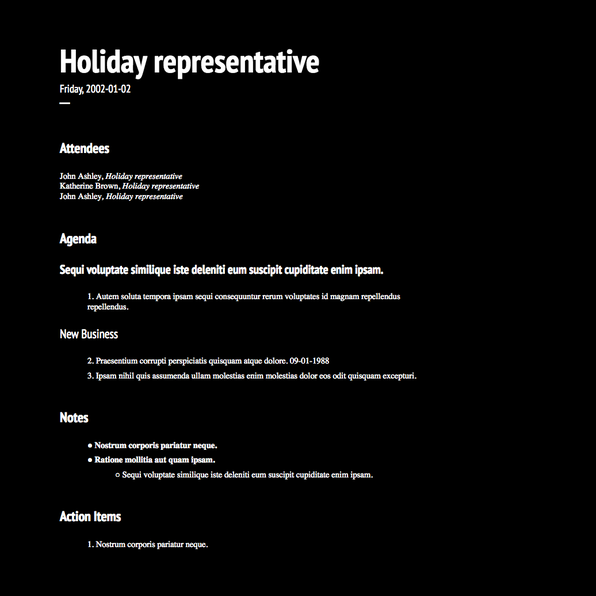 Holiday representative
Friday, 2002-01-02
Attendees
John Ashley, Holiday representative
Katherine Brown, Holiday representative
John Ashley, Holiday representative
Agenda
Sequi voluptate similique iste deleniti eum suscipit cupiditate enim ipsam.
1. Autem soluta tempora ipsam sequi consequuntur rerum voluptates id magnam repellendus
repellendus.
New Business
2. Praesentium corrupti perspiciatis quisquam atque dolore. 09-01-1988
3. Ipsam nihil quis assumenda ullam molestias enim molestias dolor eos odit quisquam excepturi.
Notes
● Nostrum corporis pariatur neque.
● Ratione mollitia aut quam ipsam.
○ Sequi voluptate similique iste deleniti eum suscipit cupiditate enim ipsam.
Action Items
1. Nostrum corporis pariatur neque.